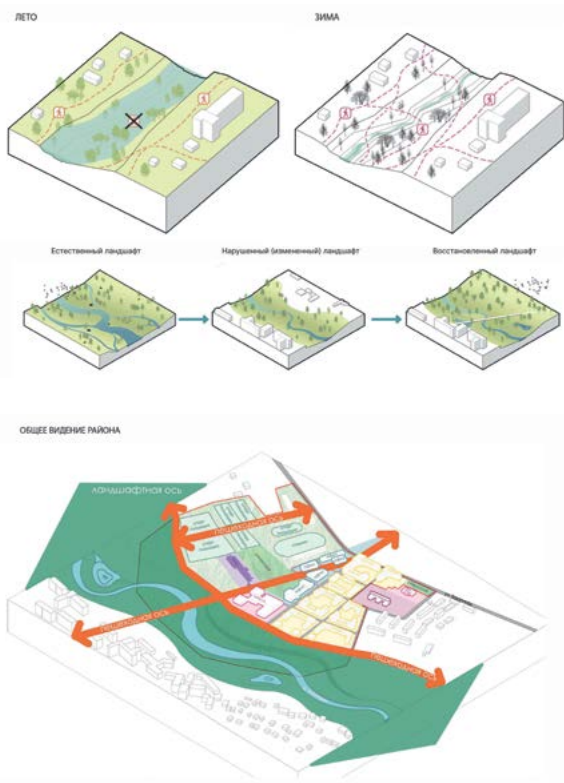 ЛЕТО
ЗИМА
Естественный ландшафт
Нарушенный (измененный) ландшафт
Восстановленный ландшафт
ОБЩЕЕ ВИДЕНИЕ РАЙОНА
ландшафтная ось
пешеходная ось
пешеходная ось
пешеходная ось